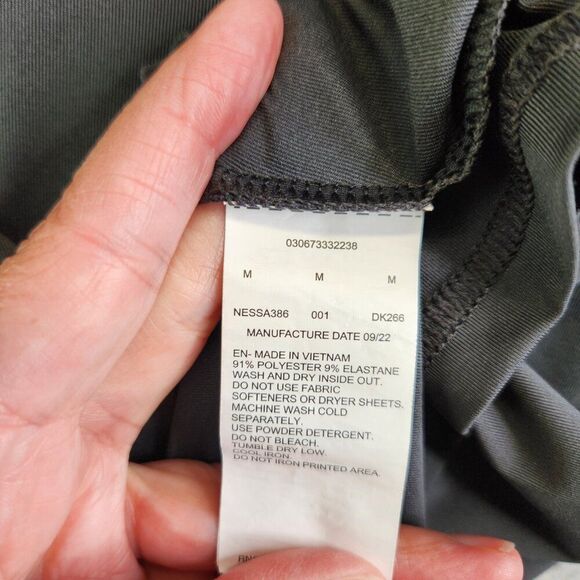 030673332238
M M M
NESSA386 001 DK266
MANUFACTURE DATE 09/22
EN- MADE IN VIETNAM
91% POLYESTER 9% ELASTANE
WASH AND DRY INSIDE OUT.
DO NOT USE FABRIC
SOFTENERS OR DRYER SHEETS.
MACHINE WASH COLD
SEPARATELY.
USE POWDER DETERGENT.
DO NOT BLEACH.
TUMBLE DRY LOW.
COOL IRON.
DO NOT IRON PRINTED AREA.